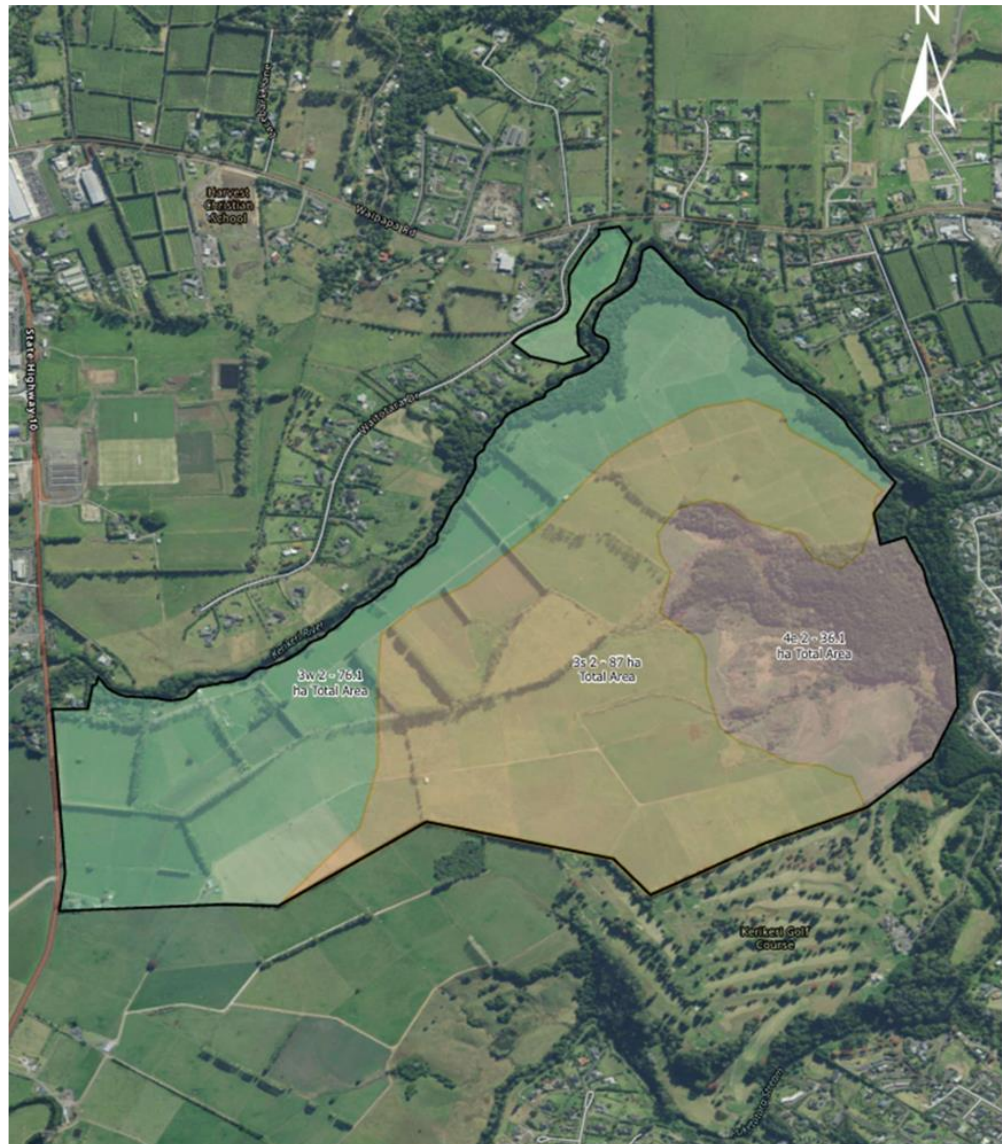 N
Harvest
Christian
School
Waipapa Rd
State Highway 10
Waitotara Dr
Kerikeri River
3w 2 - 76.1
ha Total Area
3s 2 - 87 ha
Total Area
4e 2 - 36.1
ha Total Area
Kerikeri Golf
Course